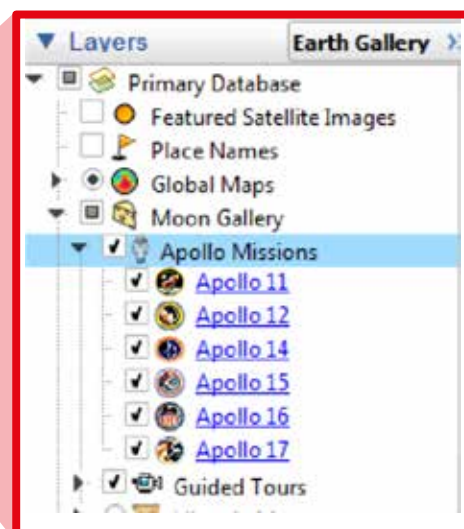 Layers
Earth Gallery
Primary Database
Featured Satellite Images
Place Names
Global Maps
Moon Gallery
Apollo Missions
Apollo 11
Apollo 12
Apollo 14
Apollo 15
Apollo 16
Apollo 17
Guided Tours